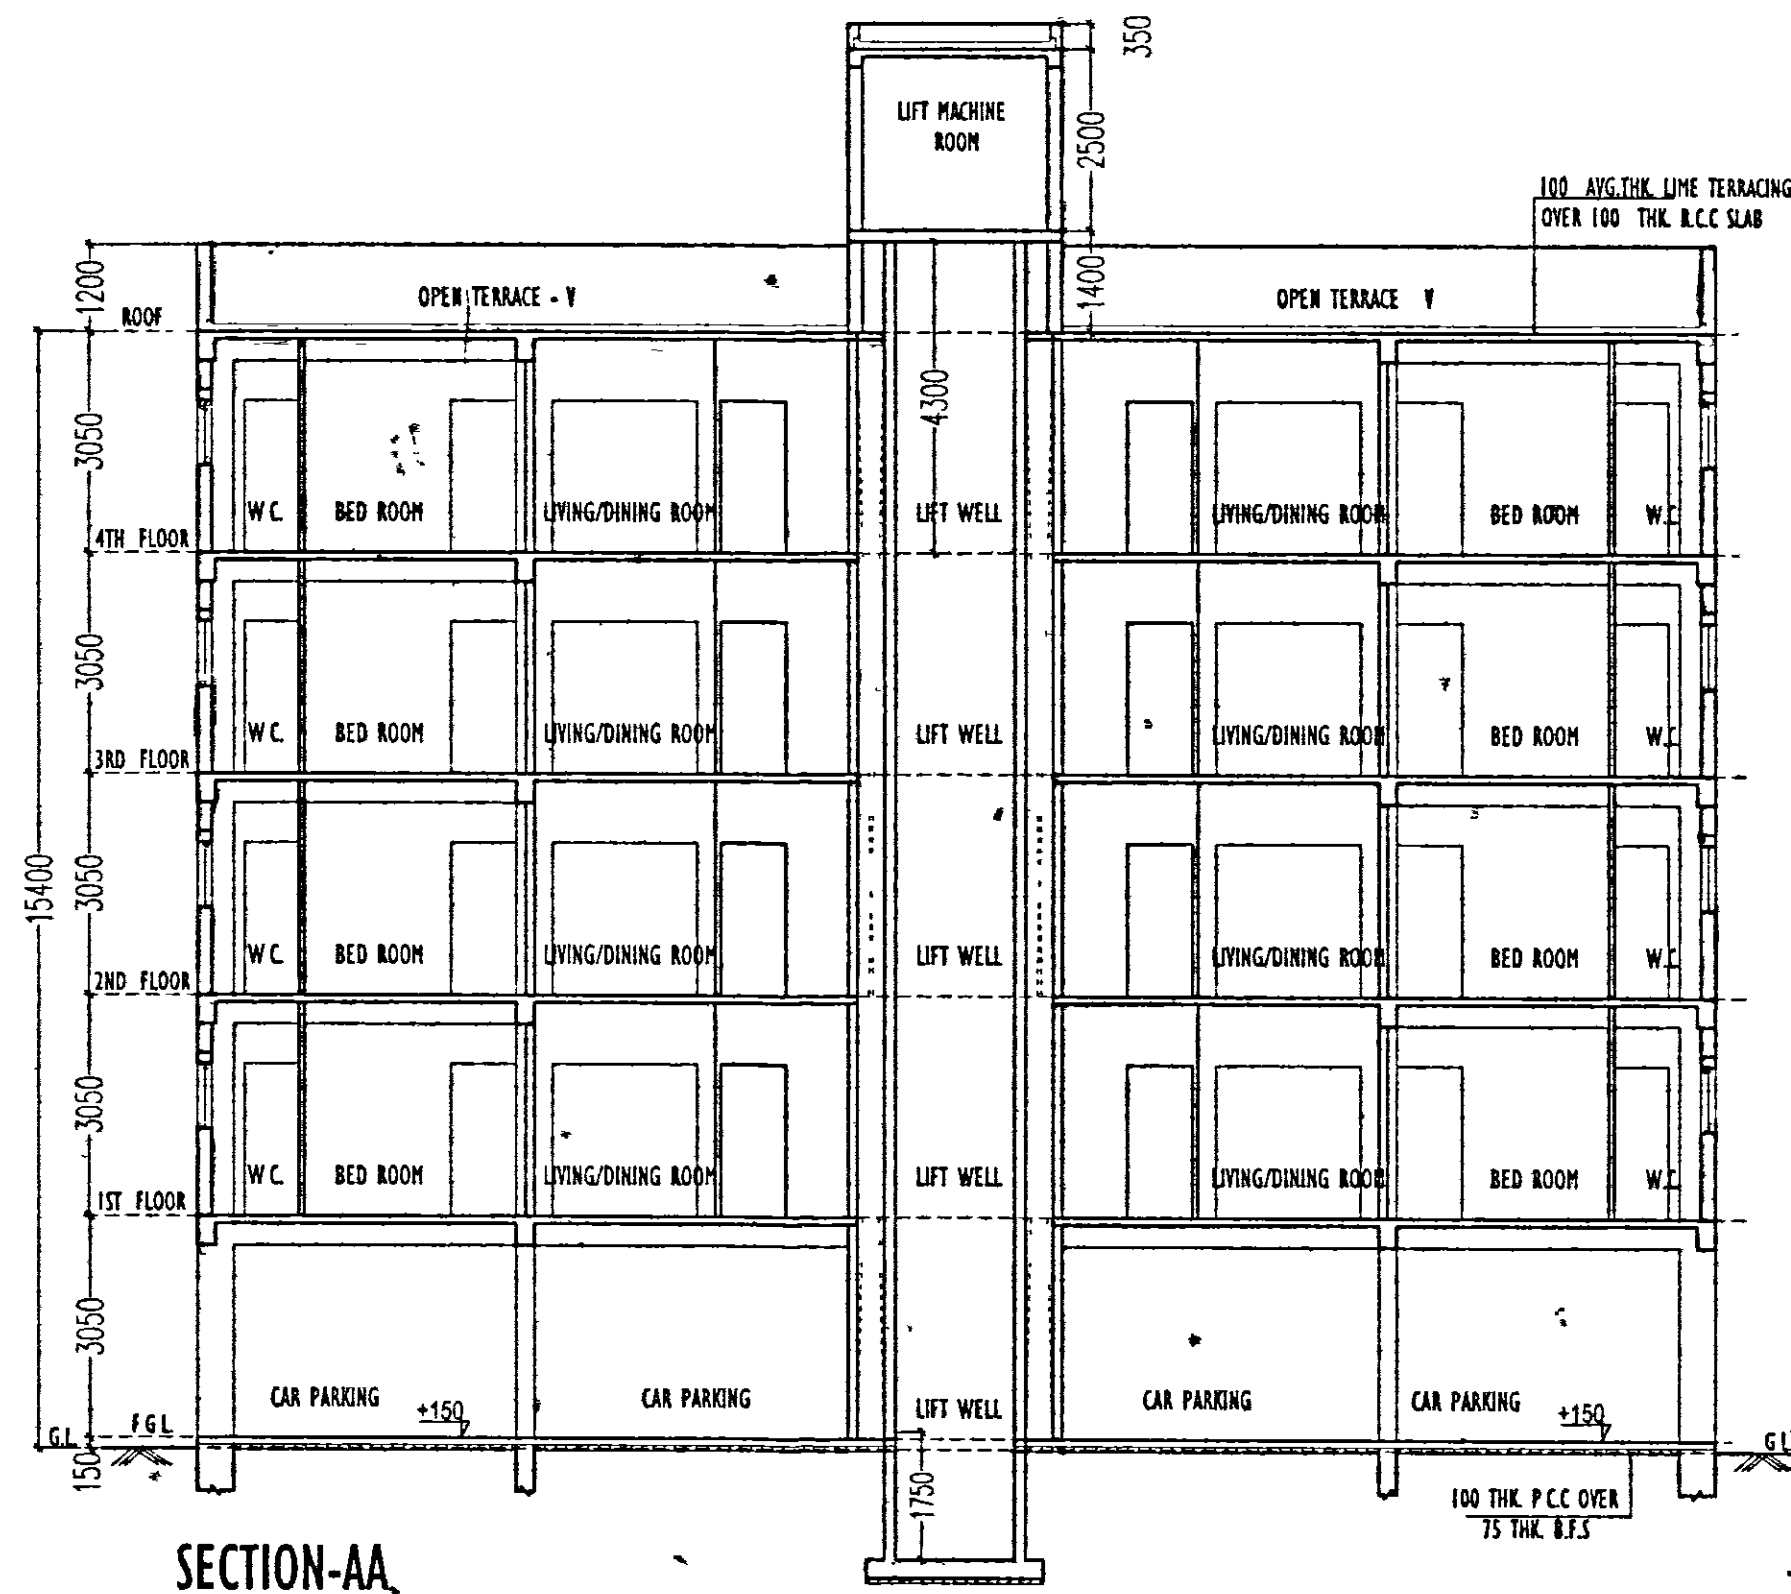 350
LIFT MACHINE
ROOM
2500
100 AVG.THK. LIME TERRACING
OVER 100 THK. R.C.C SLAB
1200
OPEN TERRACE - V
1400
OPEN TERRACE V
ROOF
3050
4300
W C. BED ROOM LIVING/DINING ROOM LIFT WELL LIVING/DINING ROOM BED ROOM W.C
4TH FLOOR
3050
W C. BED ROOM LIVING/DINING ROOM LIFT WELL LIVING/DINING ROOM BED ROOM W.C
3RD FLOOR
15400
3050
W C. BED ROOM LIVING/DINING ROOM LIFT WELL LIVING/DINING ROOM BED ROOM W.C
2ND FLOOR
3050
W C. BED ROOM LIVING/DINING ROOM LIFT WELL LIVING/DINING ROOM BED ROOM W.C
1ST FLOOR
3050
CAR PARKING CAR PARKING LIFT WELL CAR PARKING CAR PARKING
+150 +150
G.L F G L G L
150
1750
100 THK. P C.C OVER
75 THK. B.F.S
SECTION-AA